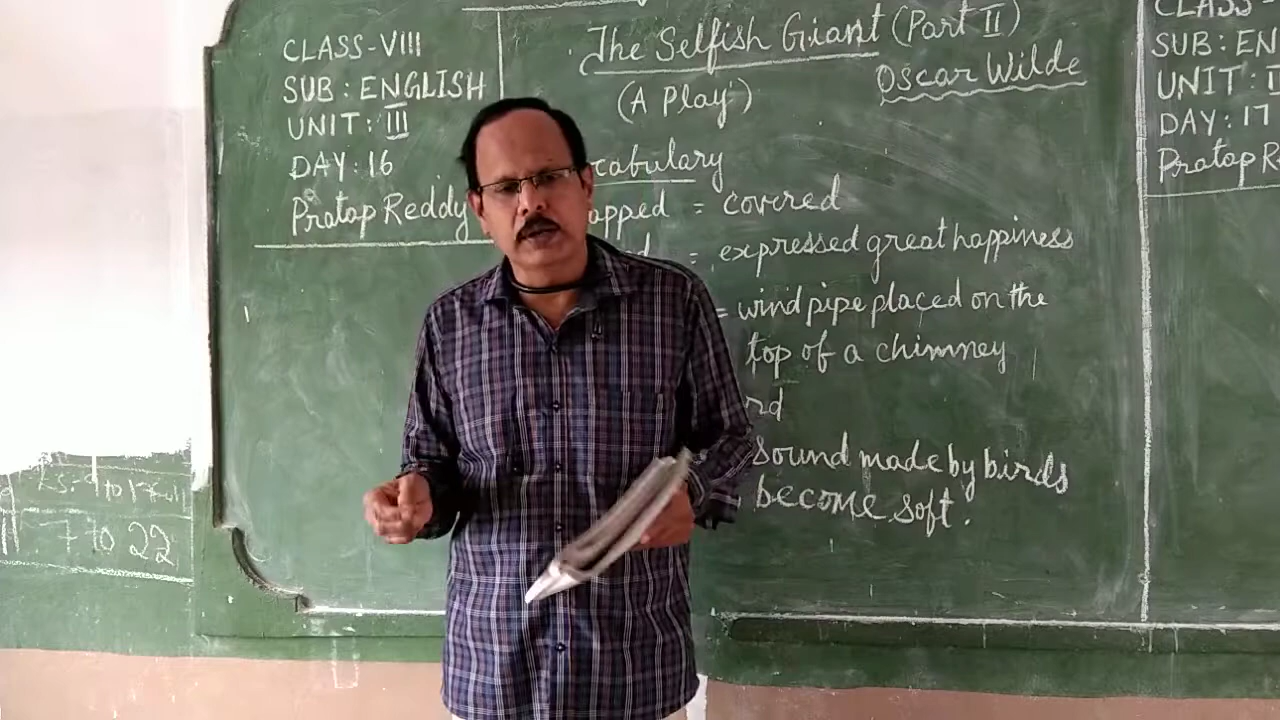 CLASS-VIII
SUB: ENGLISH
UNIT: III
DAY: 16
Pratap Reddy
The Selfish Giant (Part II)
(A Play)
Oscar Wilde
cabulary
apped = covered
= expressed great happiness
= wind pipe placed on the
top of a chimney
rd
sound made by birds
become soft.
CLASS-
SUB: EN
UNIT: I
DAY: 17
Pratap R
7 to 22